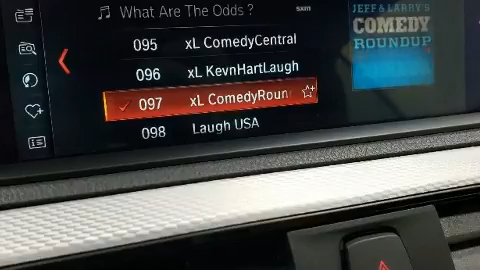 What Are The Odds ?
sxm
JEFF & LARRY'S
COMEDY
ROUNDUP
095 xL ComedyCentral
096 xL KevnHartLaugh
097 xL ComedyRoun
098 Laugh USA